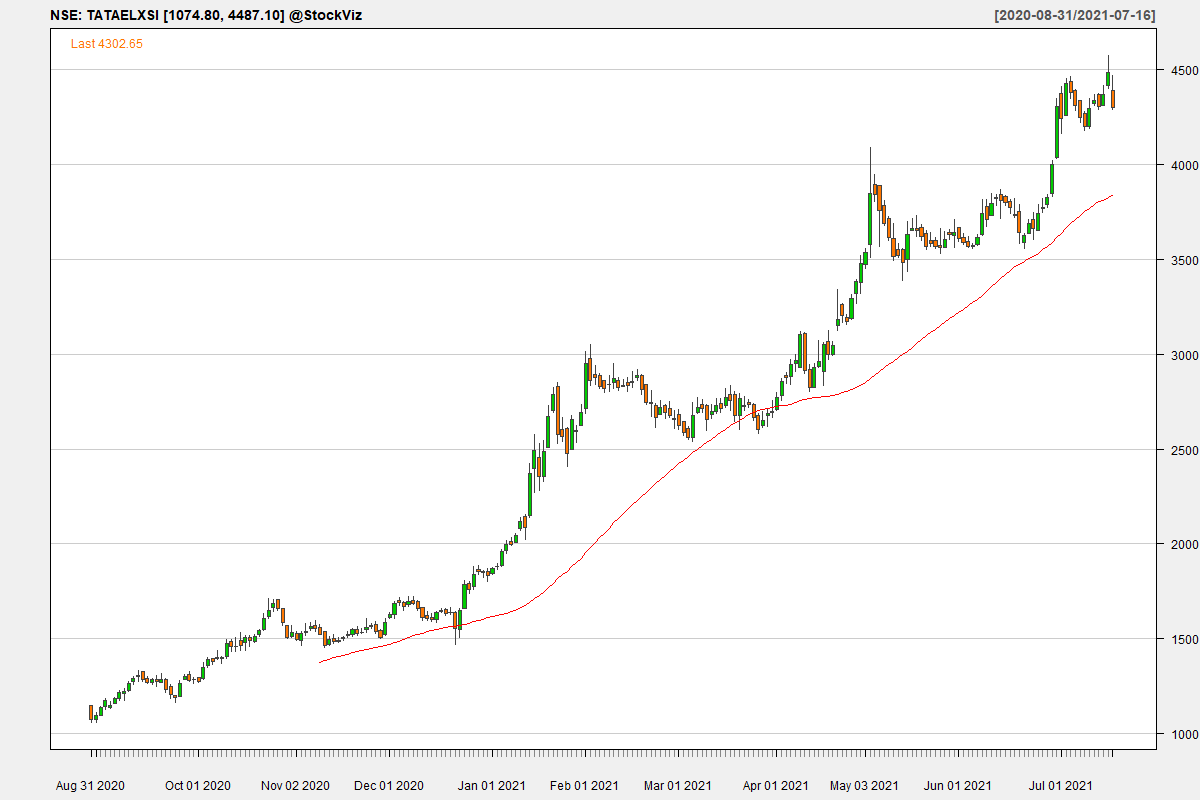 NSE: TATAELXSI [1074.80, 4487.10] @StockViz [2020-08-31/2021-07-16]
Last 4302.65
4500
4000
3500
3000
2500
2000
1500
1000
Aug 31 2020 Oct 01 2020 Nov 02 2020 Dec 01 2020 Jan 01 2021 Feb 01 2021 Mar 01 2021 Apr 01 2021 May 03 2021 Jun 01 2021 Jul 01 2021